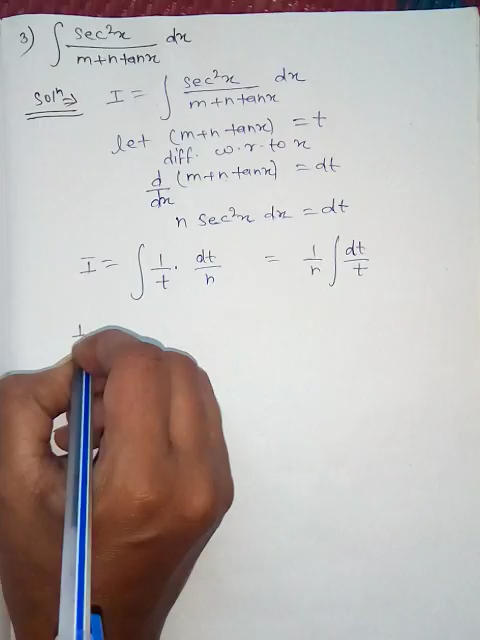 3) ∫ sec²x / m+n tanx dx
Solⁿ⇒ I = ∫ sec²x / m+n tanx dx
let (m+n tanx) = t
diff. w.r.to x
d/dx (m+n tanx) = dt
n sec²x dx = dt
I = ∫ 1/t · dt/n = 1/n ∫ dt/t